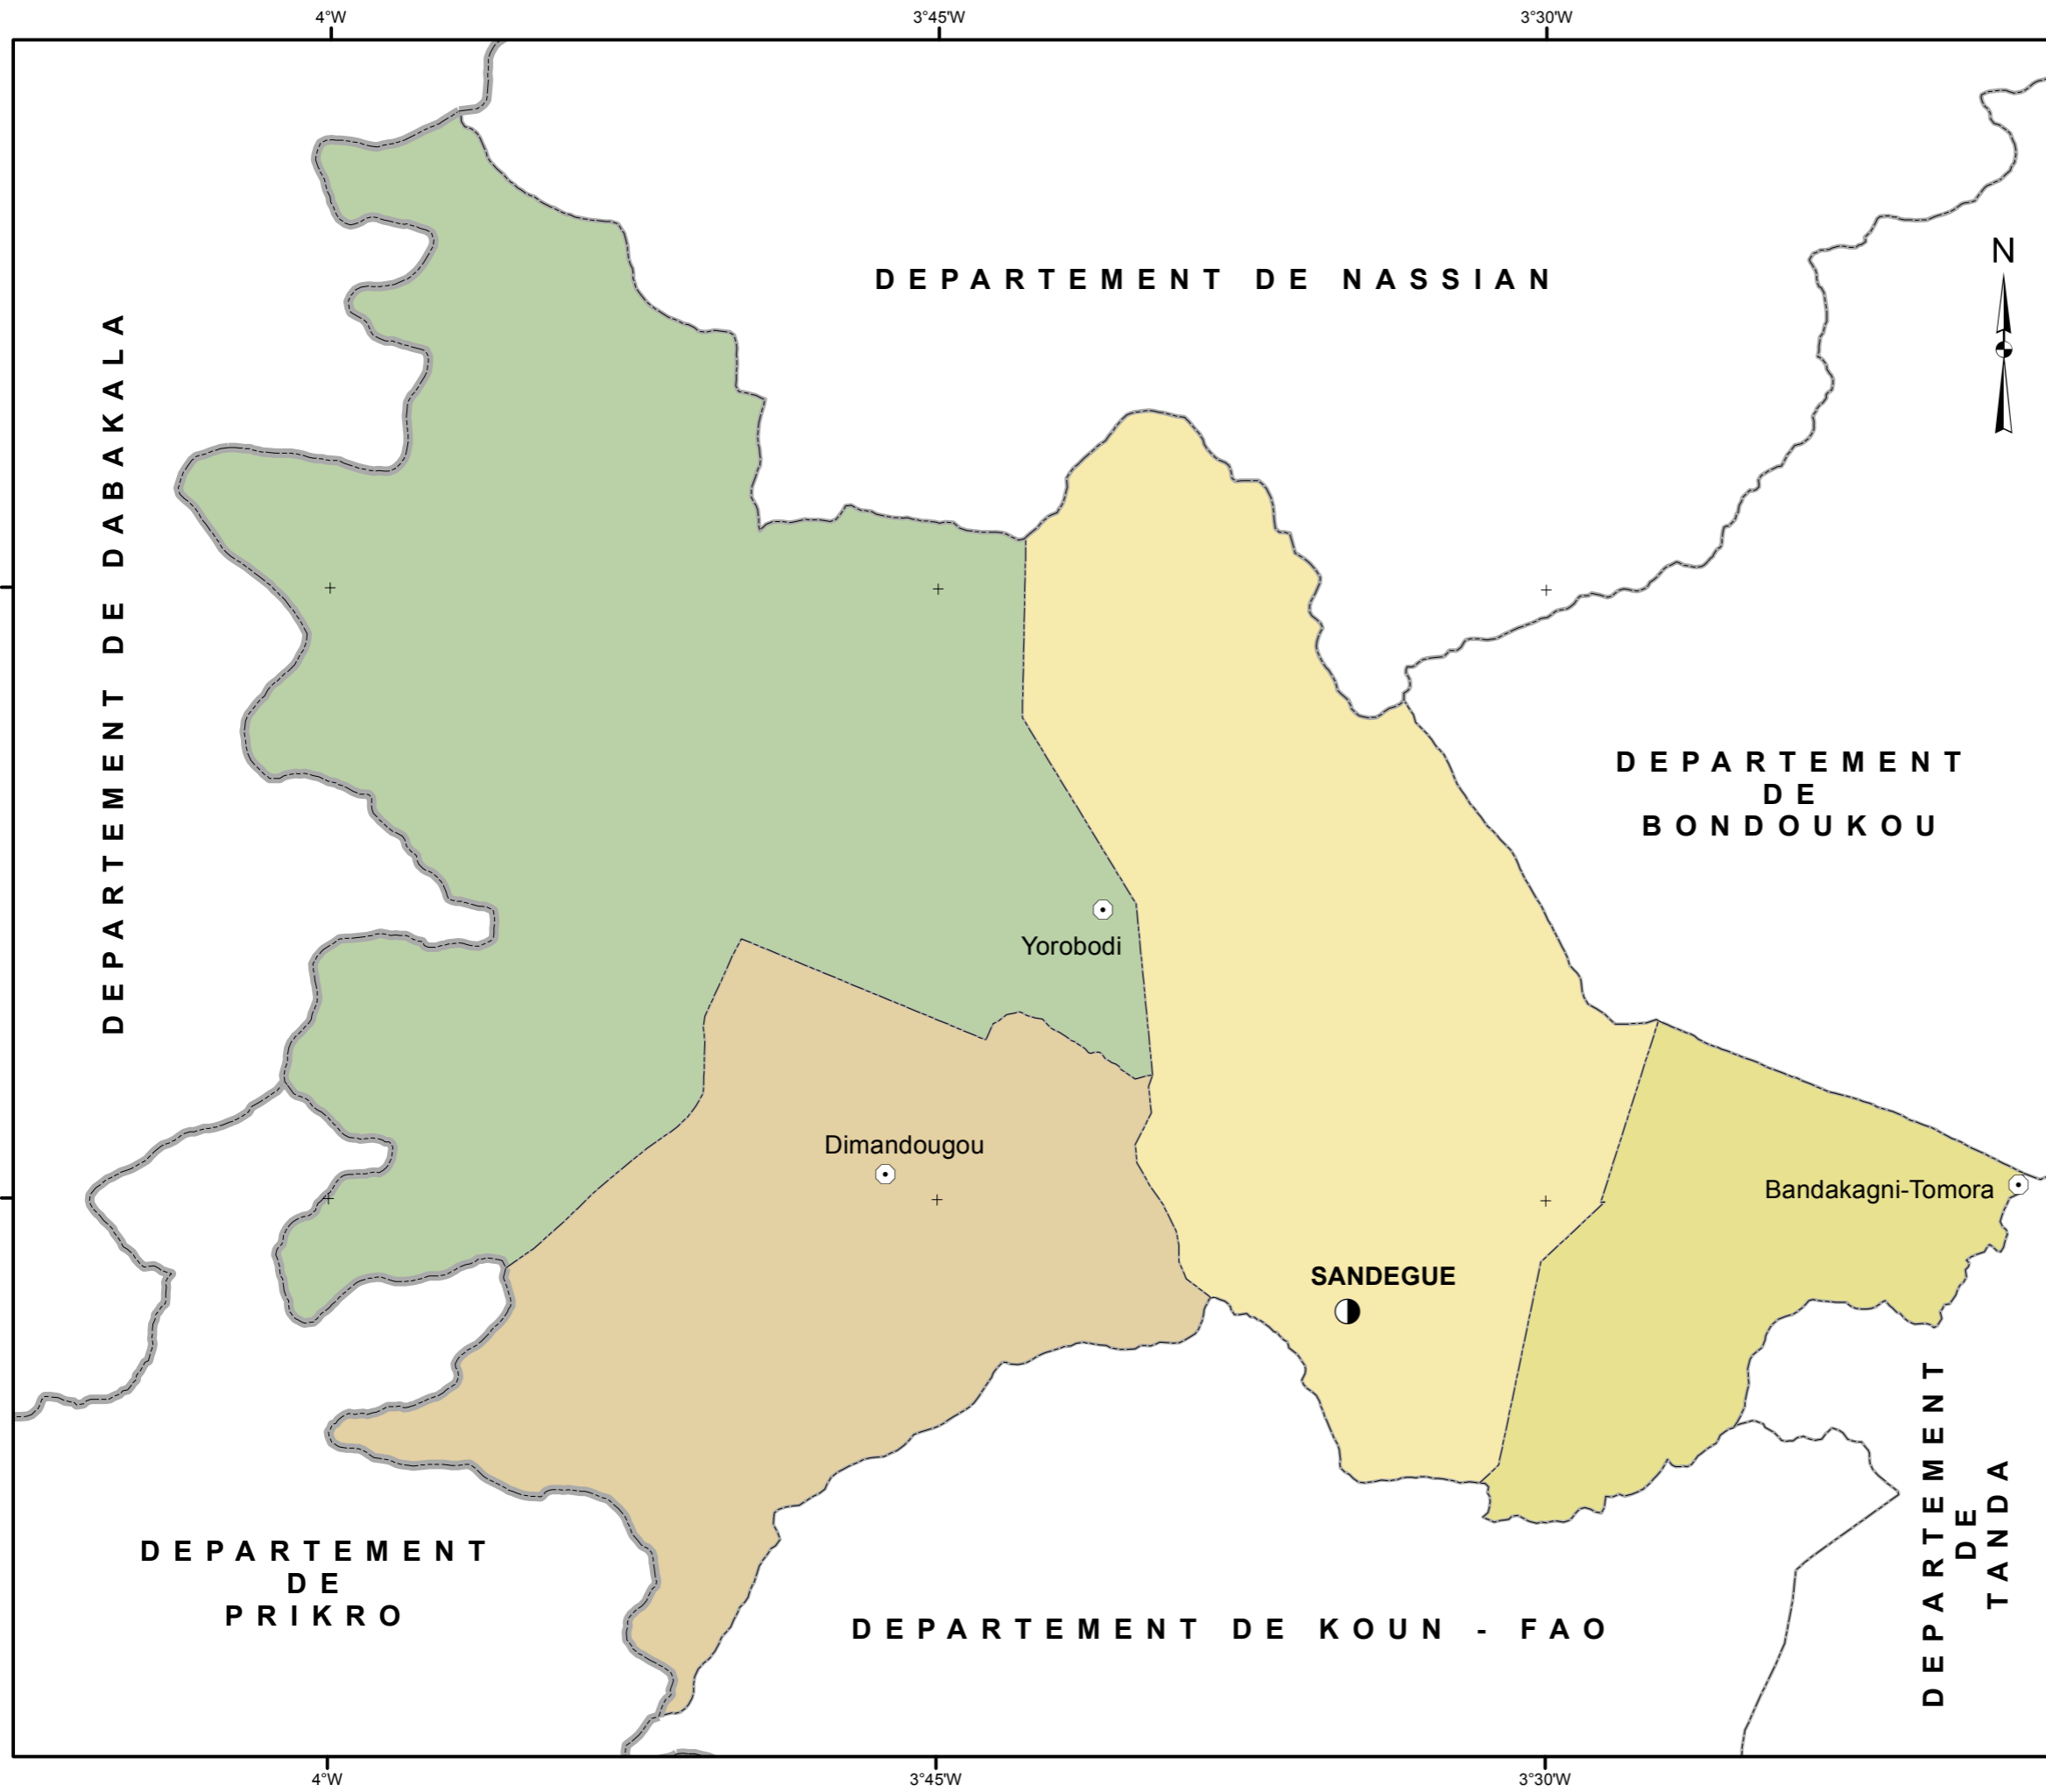 4°W
3°45'W
3°30'W
N
DEPARTEMENT DE NASSIAN
DEPARTEMENT DE DABAKALA
DEPARTEMENT
DE
BONDOUKOU
Yorobodi
Dimandougou
Bandakagni-Tomora
SANDEGUE
DEPARTEMENT
DE
TANDA
DEPARTEMENT
DE
PRIKRO
DEPARTEMENT DE KOUN - FAO
4°W
3°45'W
3°30'W